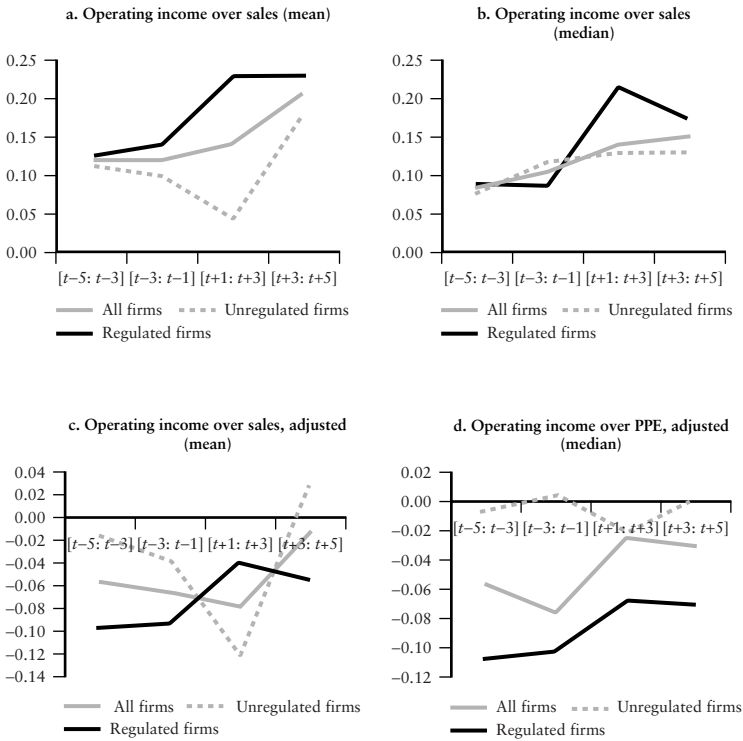 a. Operating income over sales (mean)
0.25
0.20
0.15
0.10
0.05
0.00
[t−5: t−3] [t−3: t−1] [t+1: t+3] [t+3: t+5]
All firms Unregulated firms
Regulated firms
b. Operating income over sales
(median)
0.25
0.20
0.15
0.10
0.05
0.00
[t−5: t−3] [t−3: t−1] [t+1: t+3] [t+3: t+5]
All firms Unregulated firms
Regulated firms
c. Operating income over sales, adjusted
(mean)
0.04
0.02
0.00
−0.02
−0.04
−0.06
−0.08
−0.10
−0.12
−0.14
[t−5: t−3] [t−3: t−1] [t+1: t+3] [t+3: t+5]
All firms Unregulated firms
Regulated firms
d. Operating income over PPE, adjusted
(median)
0.02
0.00
−0.02
−0.04
−0.06
−0.08
−0.10
−0.12
[t−5: t−3] [t−3: t−1] [t+1: t+3] [t+3: t+5]
All firms Unregulated firms
Regulated firms